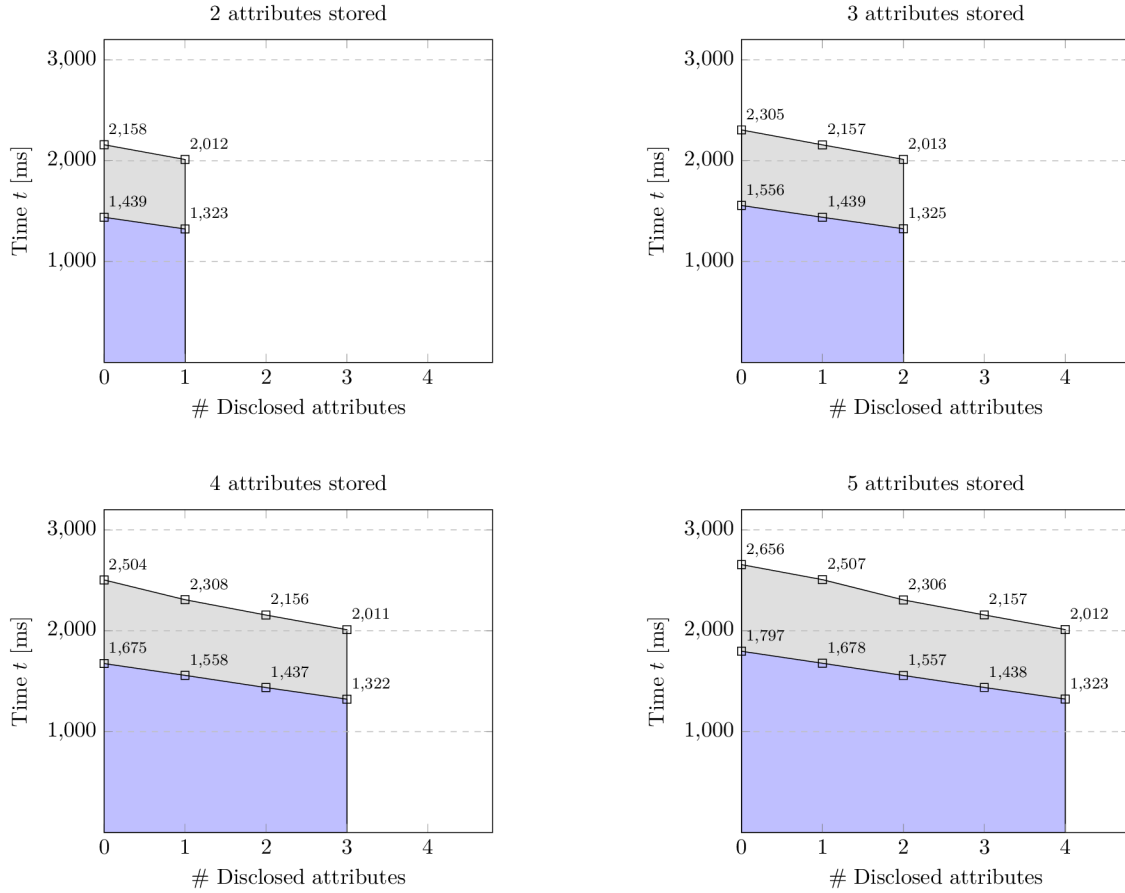 2 attributes stored
3,000
2,000
1,000
Time t [ms]
2,158
2,012
1,439
1,323
0 1 2 3 4
# Disclosed attributes
3 attributes stored
3,000
2,000
1,000
Time t [ms]
2,305
2,157
2,013
1,556
1,439
1,325
0 1 2 3 4
# Disclosed attributes
4 attributes stored
3,000
2,000
1,000
Time t [ms]
2,504
2,308
2,156
2,011
1,675
1,558
1,437
1,322
0 1 2 3 4
# Disclosed attributes
5 attributes stored
3,000
2,000
1,000
Time t [ms]
2,656
2,507
2,306
2,157
2,012
1,797
1,678
1,557
1,438
1,323
0 1 2 3 4
# Disclosed attributes